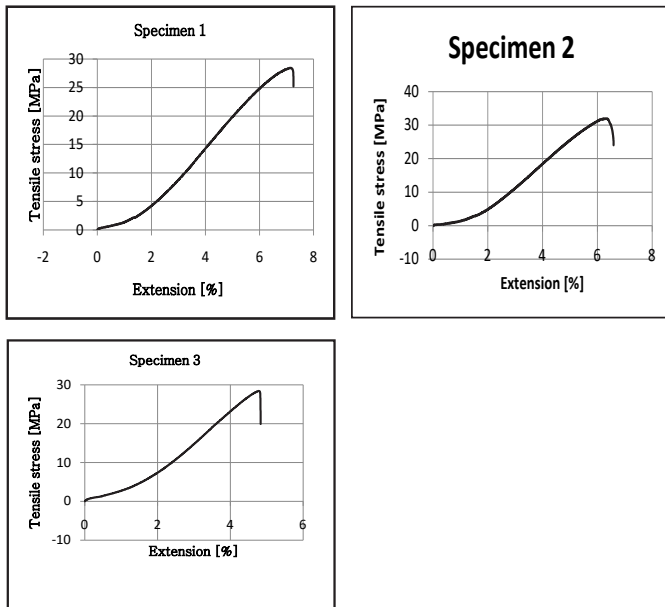 Specimen 1
Tensile stress [MPa]
30
25
20
15
10
5
0
-2 0 2 4 6 8
Extension [%]
Specimen 2
Tensile stress [MPa]
40
30
20
10
0
-10
0 2 4 6 8
Extension [%]
Specimen 3
Tensile stress [MPa]
30
20
10
0
-10
0 2 4 6
Extension [%]